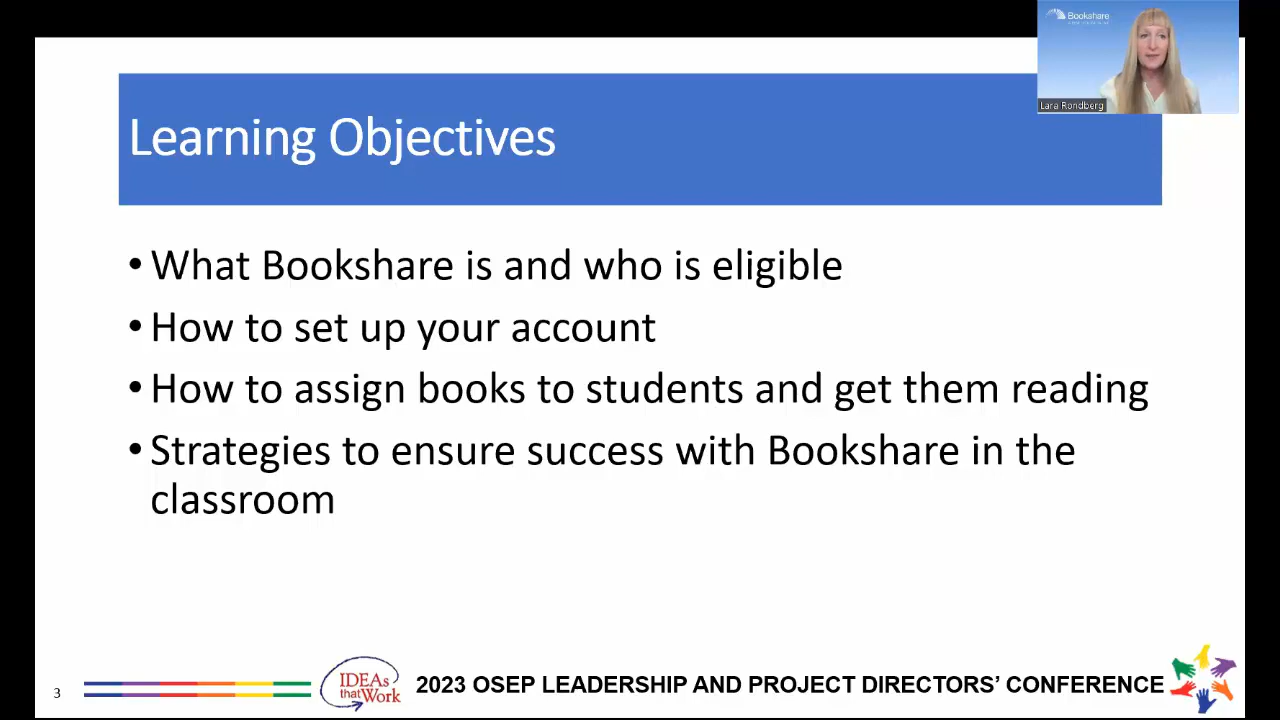 Bookshare
Lara Rondberg
Learning Objectives
• What Bookshare is and who is eligible
• How to set up your account
• How to assign books to students and get them reading
• Strategies to ensure success with Bookshare in the
classroom
3
IDEAs
that Work
2023 OSEP LEADERSHIP AND PROJECT DIRECTORS’ CONFERENCE